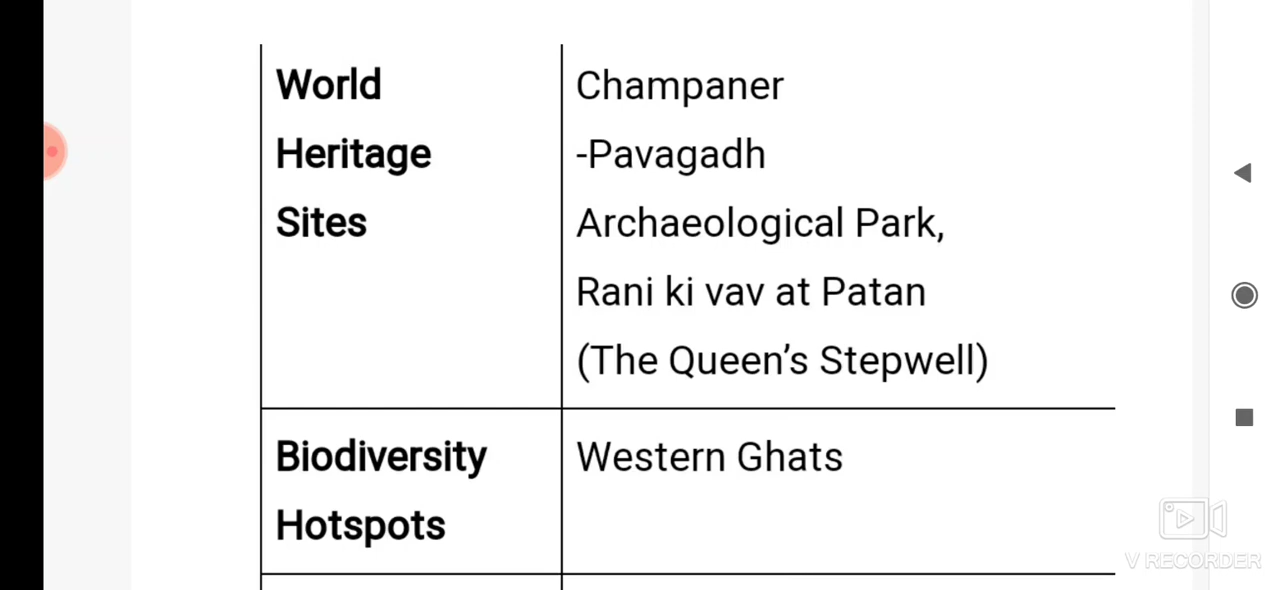 World
Heritage
Sites
Champaner
-Pavagadh
Archaeological Park,
Rani ki vav at Patan
(The Queen’s Stepwell)
Biodiversity
Hotspots
Western Ghats
V RECORDER